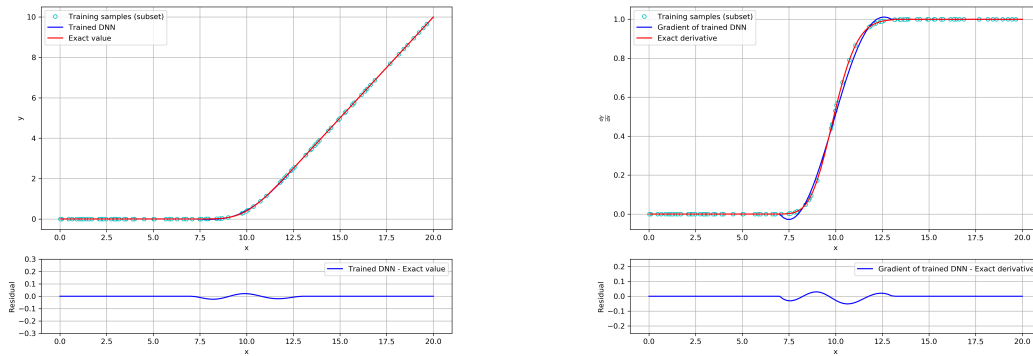 Training samples (subset)
Trained DNN
Exact value
10
8
6
4
2
0
y
0.0 2.5 5.0 7.5 10.0 12.5 15.0 17.5 20.0
x
0.3
0.2
0.1
0.0
−0.1
−0.2
−0.3
Residual
Trained DNN - Exact value
0.0 2.5 5.0 7.5 10.0 12.5 15.0 17.5 20.0
x
Training samples (subset)
Gradient of trained DNN
Exact derivative
1.0
0.8
0.6
0.4
0.2
0.0
dy
dx
0.0 2.5 5.0 7.5 10.0 12.5 15.0 17.5 20.0
x
0.2
0.1
0.0
−0.1
−0.2
Residual
Gradient of trained DNN - Exact derivative
0.0 2.5 5.0 7.5 10.0 12.5 15.0 17.5 20.0
x